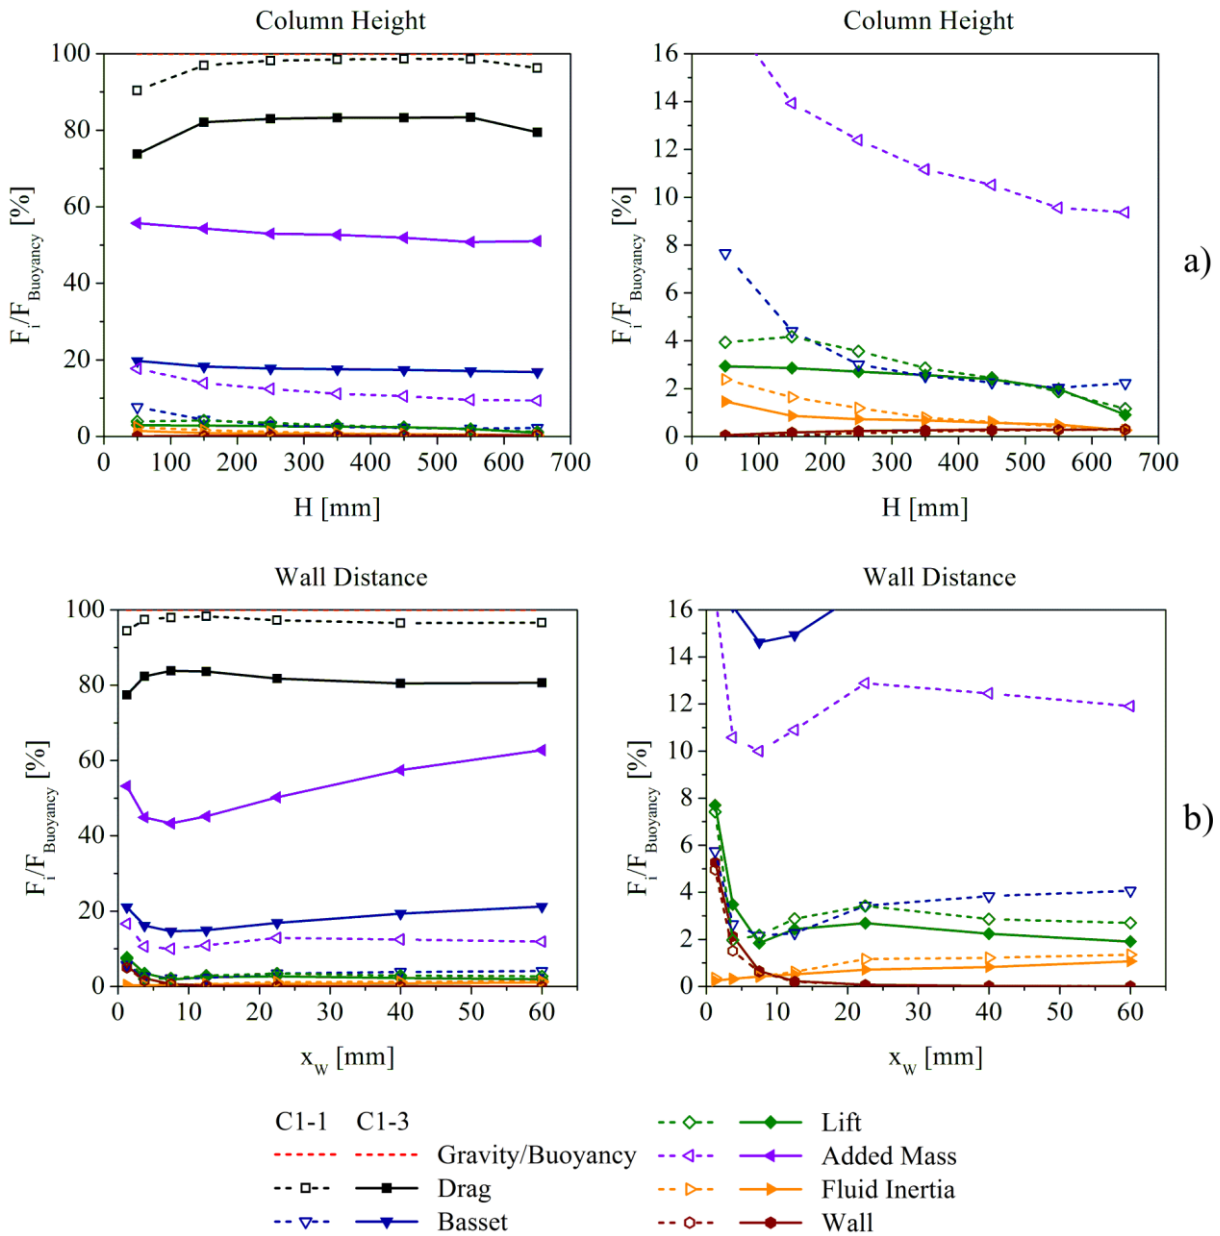 Column Height
Column Height
100
80
60
40
20
0
F_i/F_Buoyancy [%]
0 100 200 300 400 500 600 700
H [mm]
16
14
12
10
8
6
4
2
0
F_i/F_Buoyancy [%]
0 100 200 300 400 500 600 700
H [mm]
a)
Wall Distance
Wall Distance
100
80
60
40
20
0
F_i/F_Buoyancy [%]
0 10 20 30 40 50 60
x_W [mm]
16
14
12
10
8
6
4
2
0
F_i/F_Buoyancy [%]
0 10 20 30 40 50 60
x_W [mm]
b)
C1-1 C1-3
Gravity/Buoyancy
Drag
Basset
Lift
Added Mass
Fluid Inertia
Wall